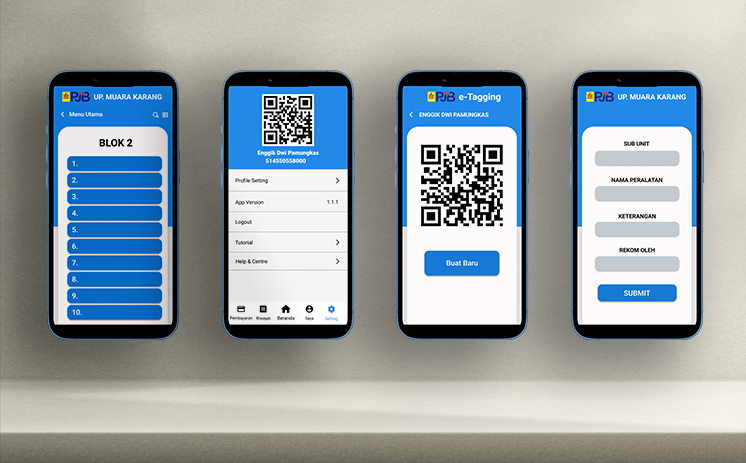 PJB UP. MUARA KARANG
Menu Utama
BLOK 2
1.
2.
3.
4.
5.
6.
7.
8.
9.
10.
Enggik Dwi Pamungkas
514550558000
Profile Setting
App Version 1.1.1
Logout
Tutorial
Help & Centre
Pembayaran Riwayat Beranda Saya Setting
PJB e-Tagging
ENGGIK DWI PAMUNGKAS
Buat Baru
PJB UP. MUARA KARANG
SUB UNIT
NAMA PERALATAN
KETERANGAN
REKOM OLEH
SUBMIT